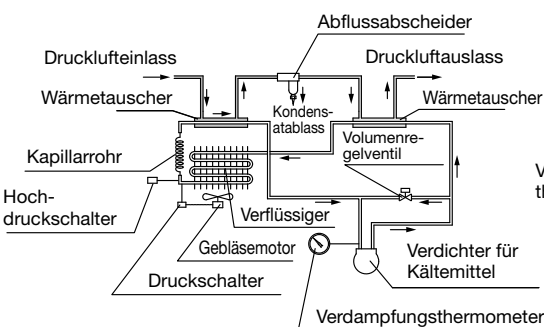 Abflussabscheider
Drucklufteinlass
Druckluftauslass
Wärmetauscher
Kondens-
atablass
Wärmetauscher
Volumenre-
gelventil
Kapillarrohr
Hoch-
druckschalter
Verflüssiger
Gebläsemotor
Druckschalter
Verdichter für
Kältemittel
Verdampfungsthermometer